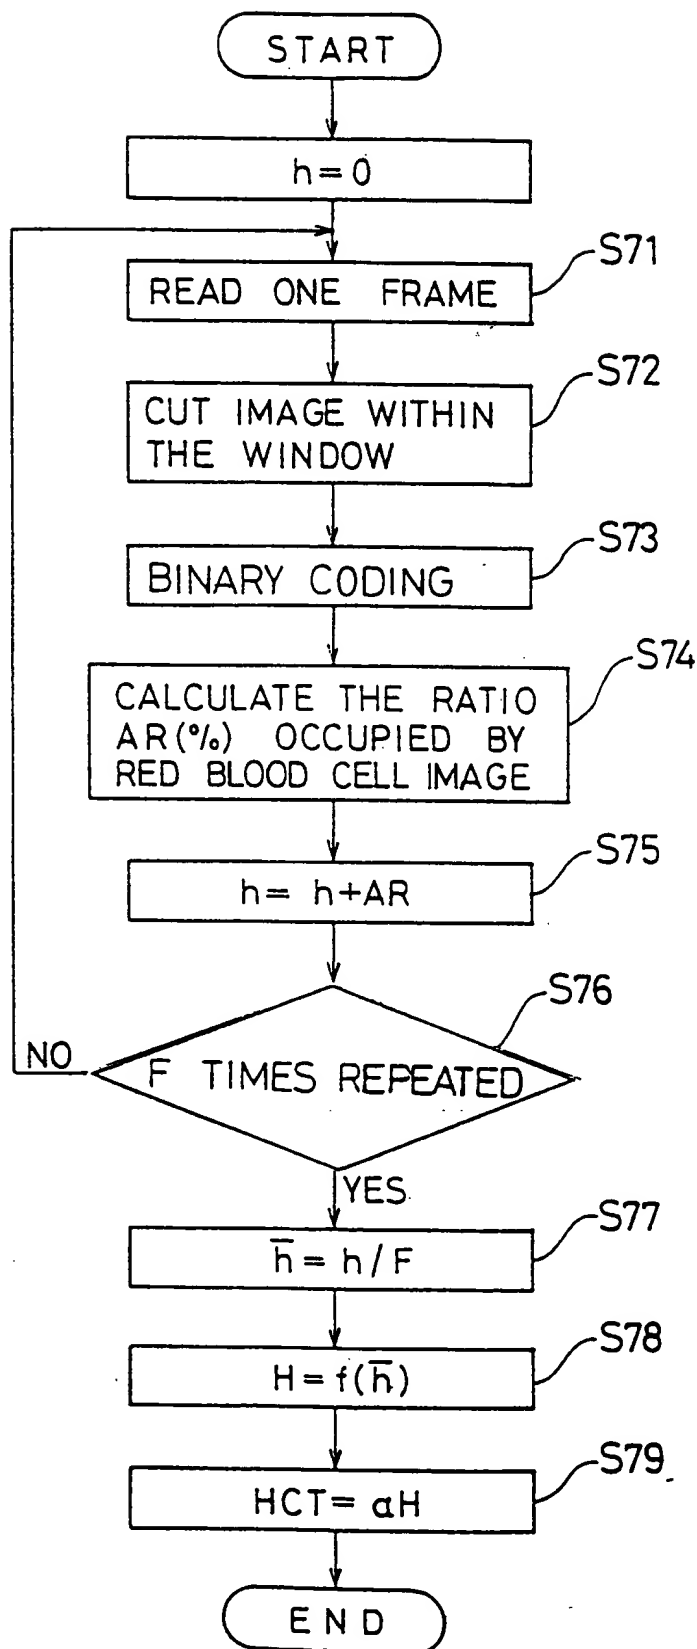 START
h=0
S71
READ ONE FRAME
S72
CUT IMAGE WITHIN
THE WINDOW
S73
BINARY CODING
S74
CALCULATE THE RATIO
AR(%) OCCUPIED BY
RED BLOOD CELL IMAGE
S75
h= h+AR
S76
F TIMES REPEATED
NO
YES
S77
h̅ = h/F
S78
H=f(h̅)
S79
HCT= αH
END